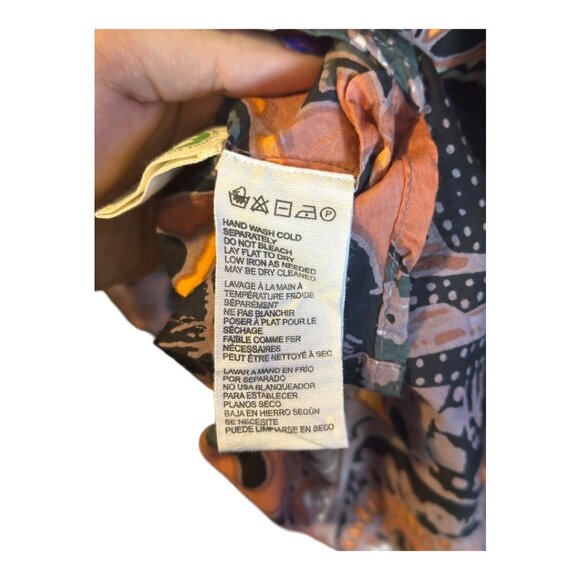 P
HAND WASH COLD
SEPARATELY
DO NOT BLEACH
LAY FLAT TO DRY
LOW IRON AS NEEDED
MAY BE DRY CLEANED
LAVAGE À LA MAIN À
TEMPÉRATURE FROIDE
SÉPARÉMENT
NE PAS BLANCHIR
POSER À PLAT POUR LE
SÉCHAGE
FAIBLE COMME FER
NÉCESSAIRES
PEUT ÊTRE NETTOYÉ À SEC
LAVAR A MANO EN FRÍO
POR SEPARADO
NO USA BLANQUEADOR
PARA ESTABLECER
PLANOS SECO
BAJA EN HIERRO SEGÚN
SE NECESITE
PUEDE LIMPIARSE EN SECO